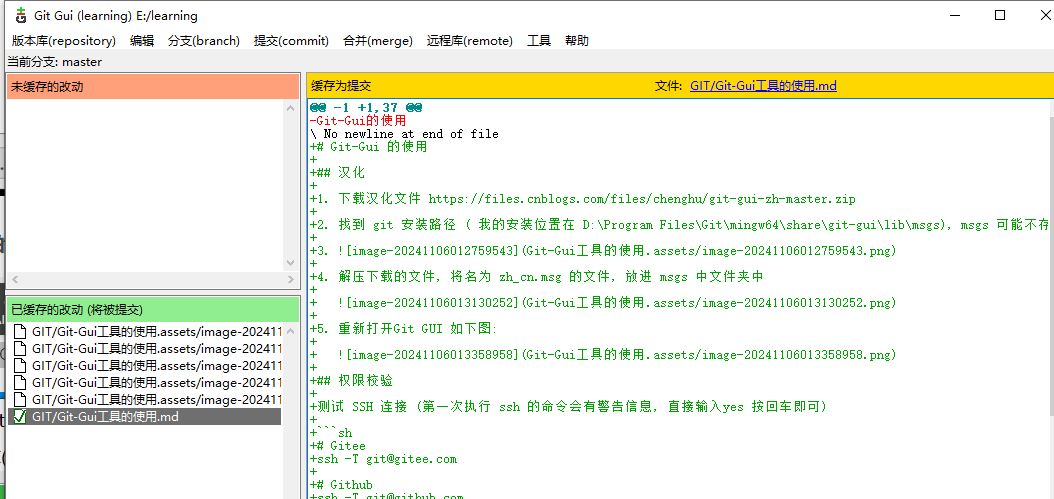 Git Gui (learning) E:/learning
版本库(repository) 编辑 分支(branch) 提交(commit) 合并(merge) 远程库(remote) 工具 帮助
当前分支: master
未缓存的改动
已缓存的改动 (将被提交)
GIT/Git-Gui工具的使用.assets/image-202411
GIT/Git-Gui工具的使用.assets/image-202411
GIT/Git-Gui工具的使用.assets/image-202411
GIT/Git-Gui工具的使用.assets/image-202411
GIT/Git-Gui工具的使用.assets/image-202411
GIT/Git-Gui工具的使用.md
缓存为提交 文件: GIT/Git-Gui工具的使用.md
@@ -1 +1,37 @@
-Git-Gui的使用
\ No newline at end of file
+# Git-Gui 的使用
+
+## 汉化
+
+1. 下载汉化文件 https://files.cnblogs.com/files/chenghu/git-gui-zh-master.zip
+
+2. 找到 git 安装路径 ( 我的安装位置在 D:\Program Files\Git\mingw64\share\git-gui\lib\msgs), msgs 可能不存
+
+3. ![image-20241106012759543](Git-Gui工具的使用.assets/image-20241106012759543.png)
+
+4. 解压下载的文件, 将名为 zh_cn.msg 的文件, 放进 msgs 中文件夹中
+
+   ![image-20241106013130252](Git-Gui工具的使用.assets/image-20241106013130252.png)
+
+5. 重新打开Git GUI 如下图:
+
+   ![image-20241106013358958](Git-Gui工具的使用.assets/image-20241106013358958.png)
+
+## 权限校验
+
+测试 SSH 连接 (第一次执行 ssh 的命令会有警告信息, 直接输入yes 按回车即可)
+
+```sh
+# Gitee
+ssh -T git@gitee.com
+
+# Github
+ssh -T git@github.com